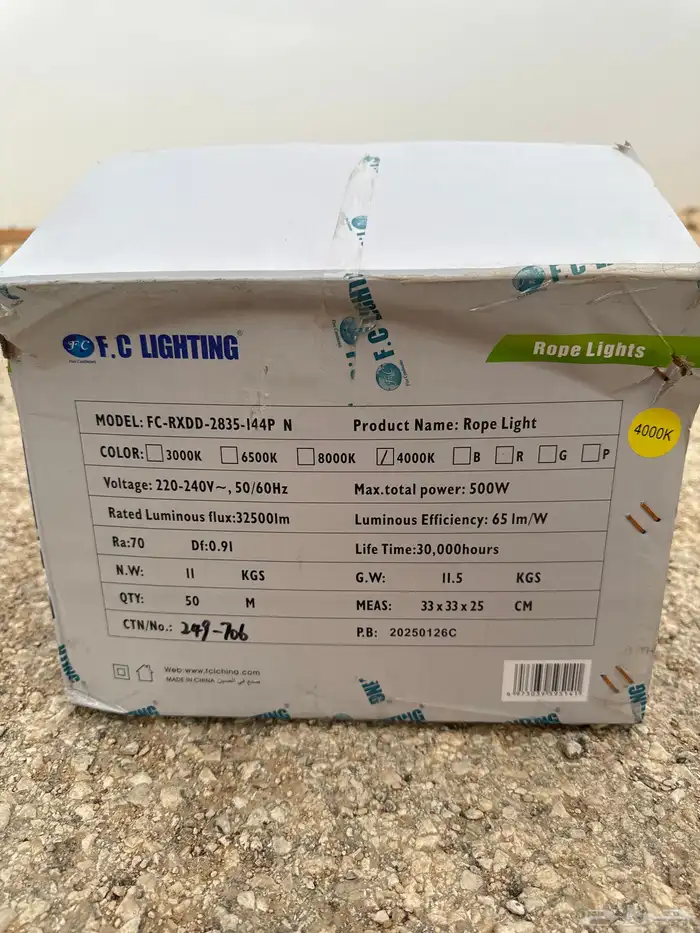 F.C L
F.C LIGHTING®
FC
Rope Lights
4000K
MODEL: FC-RXDD-2835-144P N Product Name: Rope Light
COLOR: 3000K 6500K 8000K 4000K B R G P
Voltage: 220-240V~, 50/60Hz Max.total power: 500W
Rated Luminous flux:32500lm Luminous Efficiency: 65 lm/W
Ra:70 Df:0.91 Life Time:30,000hours
N.W: 11 KGS G.W: 11.5 KGS
QTY: 50 M MEAS: 33 x 33 x 25 CM
CTN/No.: 249-706 P.B: 20250126C
Web:www.fclchina.com
MADE IN CHINA صنع في الصين